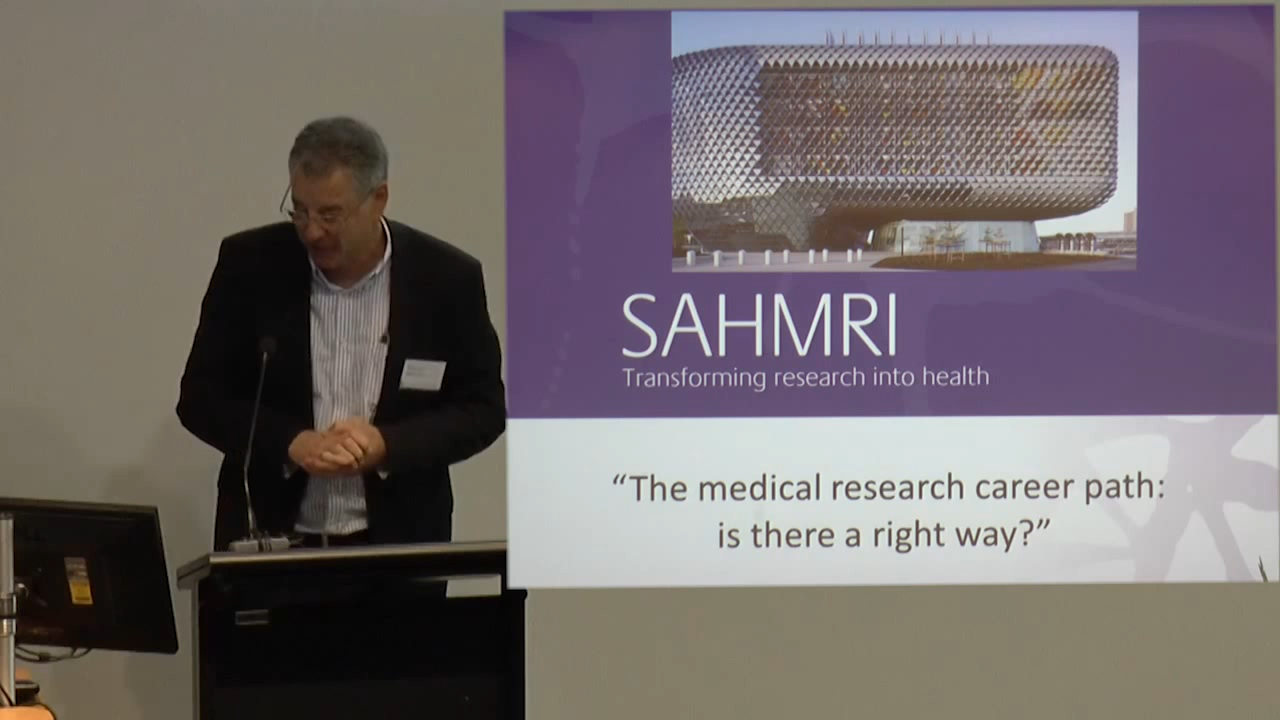 SAHMRI
Transforming research into health
“The medical research career path:
is there a right way?”